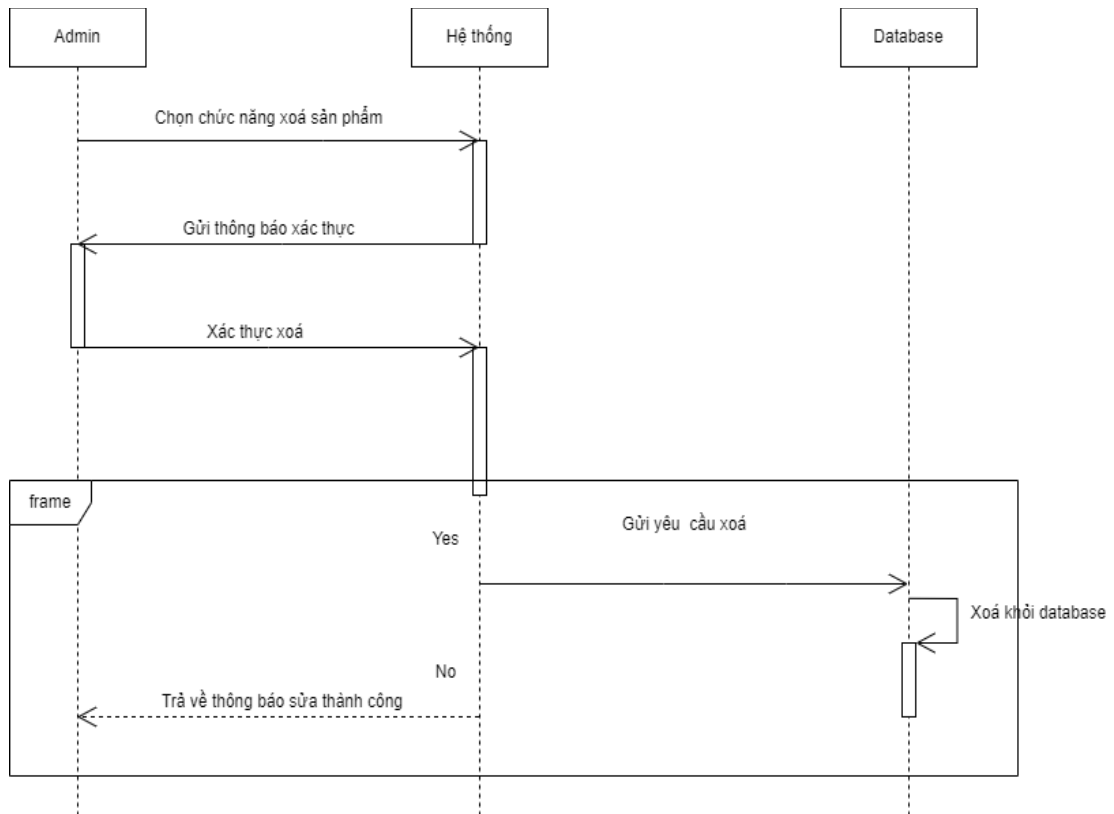 Admin
Hệ thống
Database
Chọn chức năng xoá sản phẩm
Gửi thông báo xác thực
Xác thực xoá
frame
Gửi yêu cầu xoá
Yes
Xoá khỏi database
No
Trả về thông báo sửa thành công